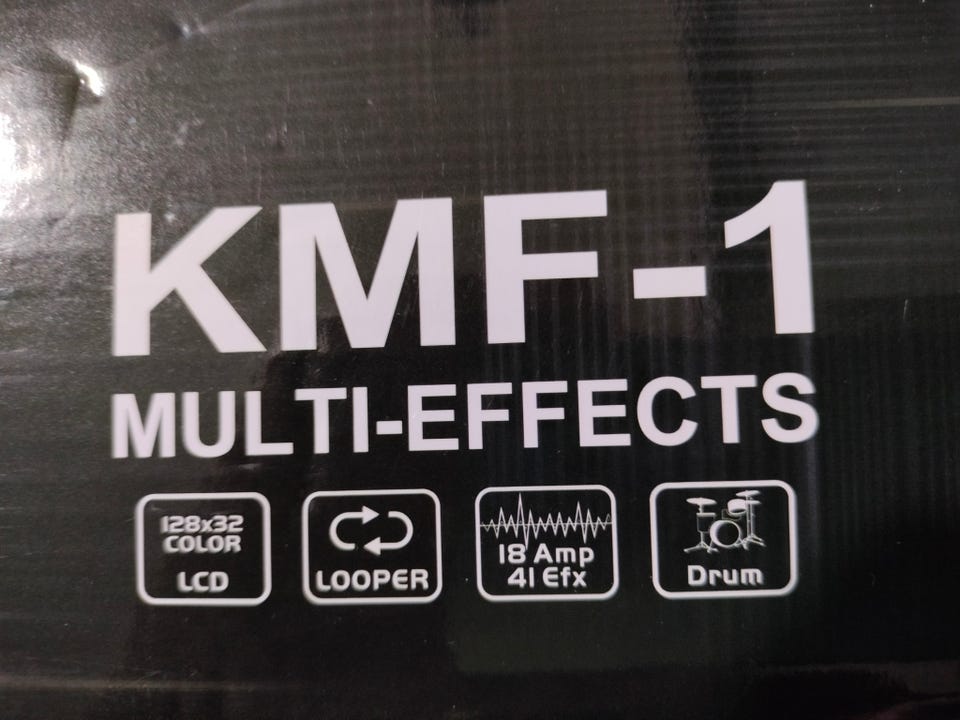 KMF-1
MULTI-EFFECTS
128x32
COLOR
LCD
LOOPER
18 Amp
41 Efx
Drum